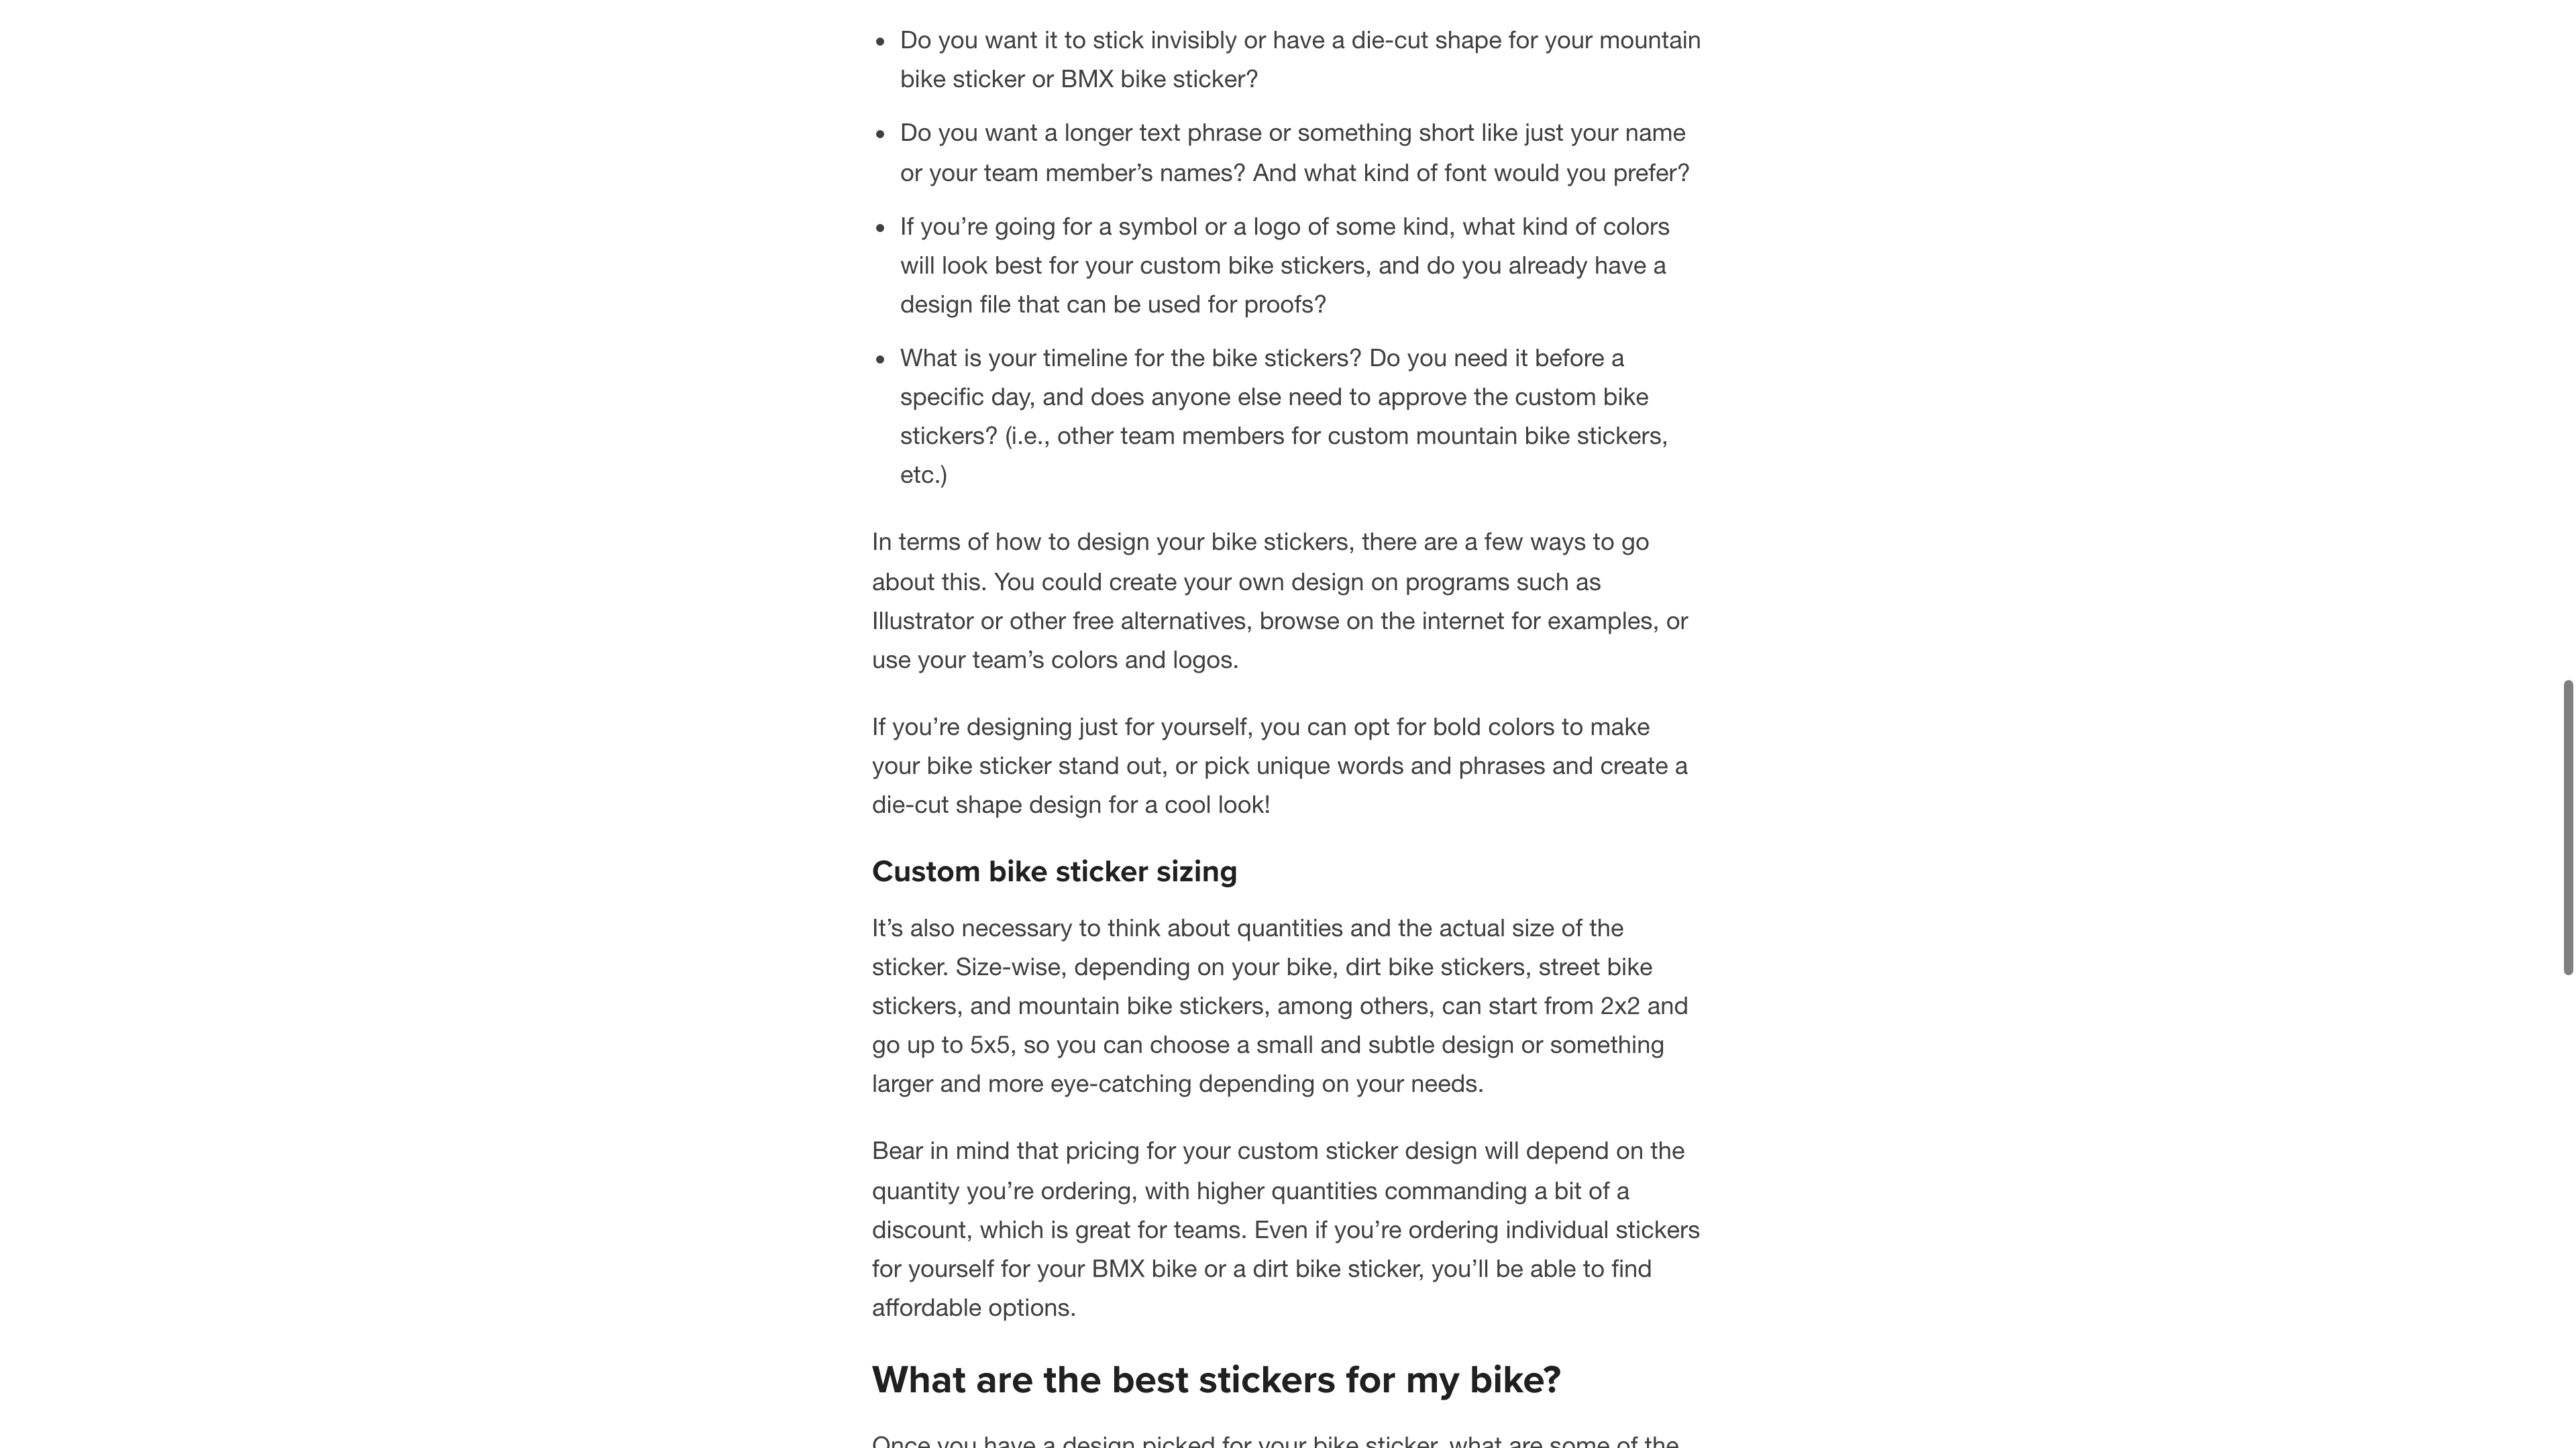 Do you want it to stick invisibly or have a die-cut shape for your mountain
bike sticker or BMX bike sticker?
Do you want a longer text phrase or something short like just your name
or your team member’s names? And what kind of font would you prefer?
If you’re going for a symbol or a logo of some kind, what kind of colors
will look best for your custom bike stickers, and do you already have a
design file that can be used for proofs?
What is your timeline for the bike stickers? Do you need it before a
specific day, and does anyone else need to approve the custom bike
stickers? (i.e., other team members for custom mountain bike stickers,
etc.)
In terms of how to design your bike stickers, there are a few ways to go
about this. You could create your own design on programs such as
Illustrator or other free alternatives, browse on the internet for examples, or
use your team’s colors and logos.
If you’re designing just for yourself, you can opt for bold colors to make
your bike sticker stand out, or pick unique words and phrases and create a
die-cut shape design for a cool look!
Custom bike sticker sizing
It’s also necessary to think about quantities and the actual size of the
sticker. Size-wise, depending on your bike, dirt bike stickers, street bike
stickers, and mountain bike stickers, among others, can start from 2x2 and
go up to 5x5, so you can choose a small and subtle design or something
larger and more eye-catching depending on your needs.
Bear in mind that pricing for your custom sticker design will depend on the
quantity you’re ordering, with higher quantities commanding a bit of a
discount, which is great for teams. Even if you’re ordering individual stickers
for yourself for your BMX bike or a dirt bike sticker, you’ll be able to find
affordable options.
What are the best stickers for my bike?
Once you have a design picked for your bike sticker, what are some of the